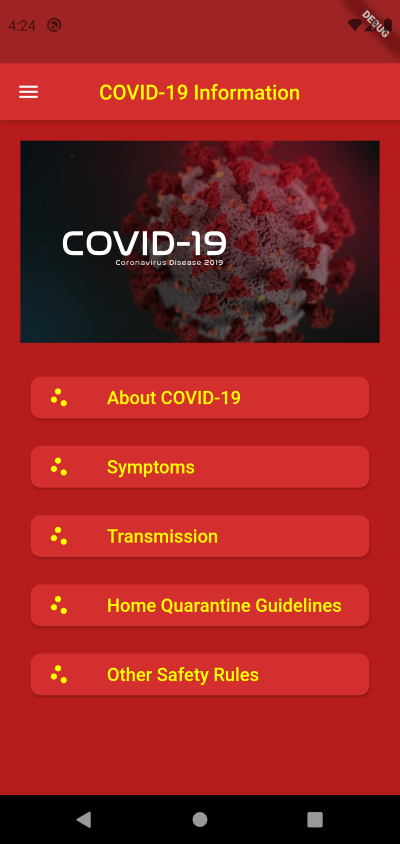 4:24
DEBUG
COVID-19 Information
COVID-19
Coronavirus Disease 2019
About COVID-19
Symptoms
Transmission
Home Quarantine Guidelines
Other Safety Rules